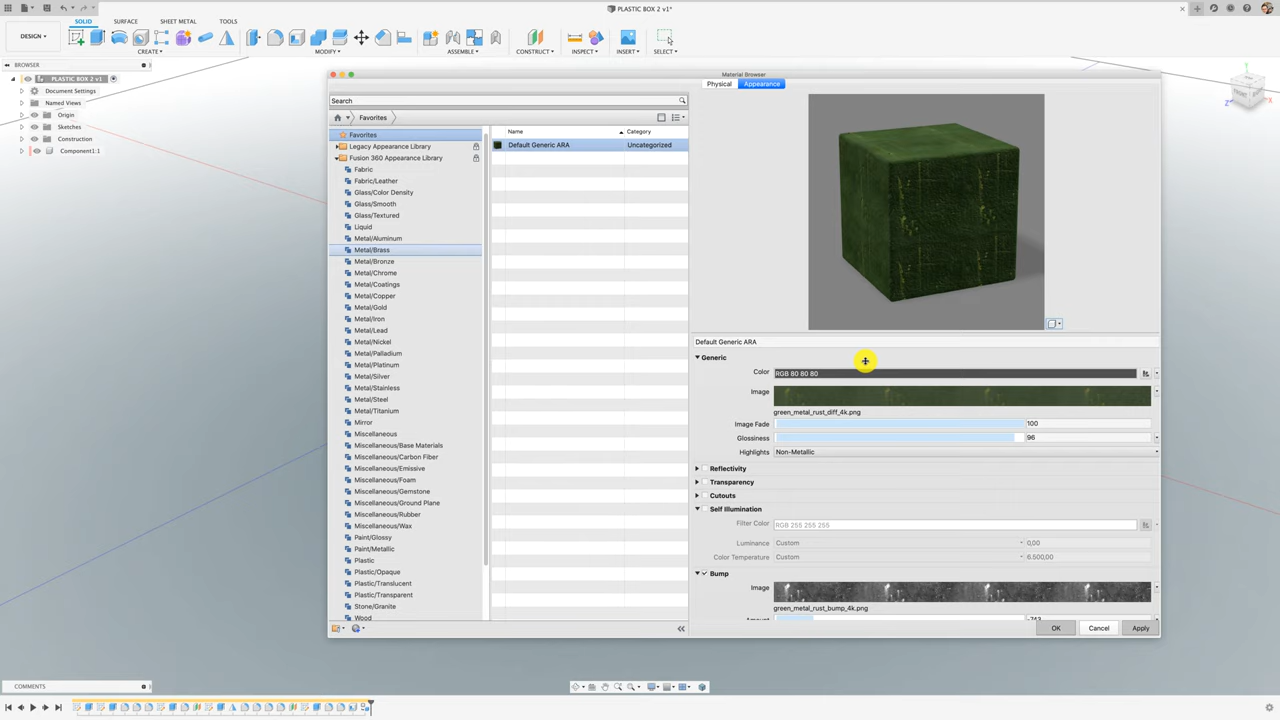 PLASTIC BOX 2 v1*
DESIGN
SOLID SURFACE SHEET METAL TOOLS
CREATE MODIFY ASSEMBLE CONSTRUCT INSPECT INSERT SELECT
BROWSER
PLASTIC BOX 2 v1
Document Settings
Named Views
Origin
Sketches
Construction
Component1:1
Material Browser
Physical Appearance
Search
Favorites
Favorites
Legacy Appearance Library
Fusion 360 Appearance Library
Fabric
Fabric/Leather
Glass/Color Density
Glass/Smooth
Glass/Textured
Liquid
Metal/Aluminum
Metal/Brass
Metal/Bronze
Metal/Chrome
Metal/Coatings
Metal/Copper
Metal/Gold
Metal/Iron
Metal/Lead
Metal/Nickel
Metal/Palladium
Metal/Platinum
Metal/Silver
Metal/Stainless
Metal/Steel
Metal/Titanium
Mirror
Miscellaneous
Miscellaneous/Base Materials
Miscellaneous/Carbon Fiber
Miscellaneous/Emissive
Miscellaneous/Foam
Miscellaneous/Gemstone
Miscellaneous/Ground Plane
Miscellaneous/Rubber
Miscellaneous/Wax
Paint/Glossy
Paint/Metallic
Plastic
Plastic/Opaque
Plastic/Translucent
Plastic/Transparent
Stone/Granite
Wood
Name Category
Default Generic ARA Uncategorized
Default Generic ARA
Generic
Color RGB 80 80 80
Image
green_metal_rust_diff_4k.png
Image Fade 100
Glossiness 96
Highlights Non-Metallic
Reflectivity
Transparency
Cutouts
Self Illumination
Filter Color RGB 255 255 255
Luminance Custom 0,00
Color Temperature Custom 6.500,00
Bump
Image
green_metal_rust_bump_4k.png
Amount -743
OK Cancel Apply
COMMENTS
X
Z
Y